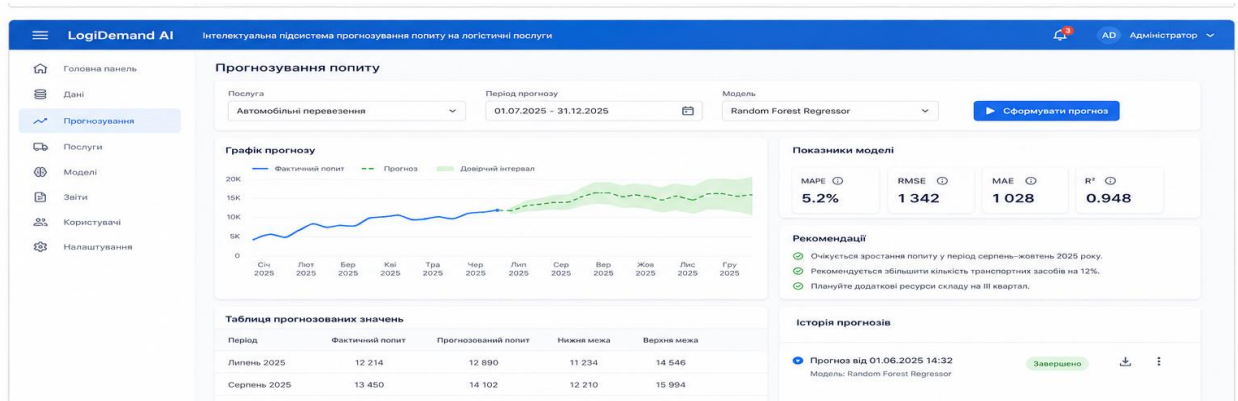 LogiDemand AI
Інтелектуальна підсистема прогнозування попиту на логістичні послуги
3
AD Адміністратор
Головна панель
Дані
Прогнозування
Послуги
Моделі
Звіти
Користувачі
Налаштування
Прогнозування попиту
Послуга
Автомобільні перевезення
Період прогнозу
01.07.2025 - 31.12.2025
Модель
Random Forest Regressor
Сформувати прогноз
Графік прогнозу
Фактичний попит Прогноз Довірчий інтервал
20K
15K
10K
5K
0
Січ 2025
Лют 2025
Бер 2025
Кві 2025
Тра 2025
Чер 2025
Лип 2025
Сер 2025
Вер 2025
Жов 2025
Лис 2025
Гру 2025
Показники моделі
MAPE
5.2%
RMSE
1 342
MAE
1 028
R²
0.948
Рекомендації
Очікується зростання попиту у період серпень–жовтень 2025 року.
Рекомендується збільшити кількість транспортних засобів на 12%.
Плануйте додаткові ресурси складу на III квартал.
Таблиця прогнозованих значень
Період Фактичний попит Прогнозований попит Нижня межа Верхня межа
Липень 2025 12 214 12 890 11 234 14 546
Серпень 2025 13 450 14 102 12 210 15 994
Історія прогнозів
Прогноз від 01.06.2025 14:32
Модель: Random Forest Regressor
Завершено